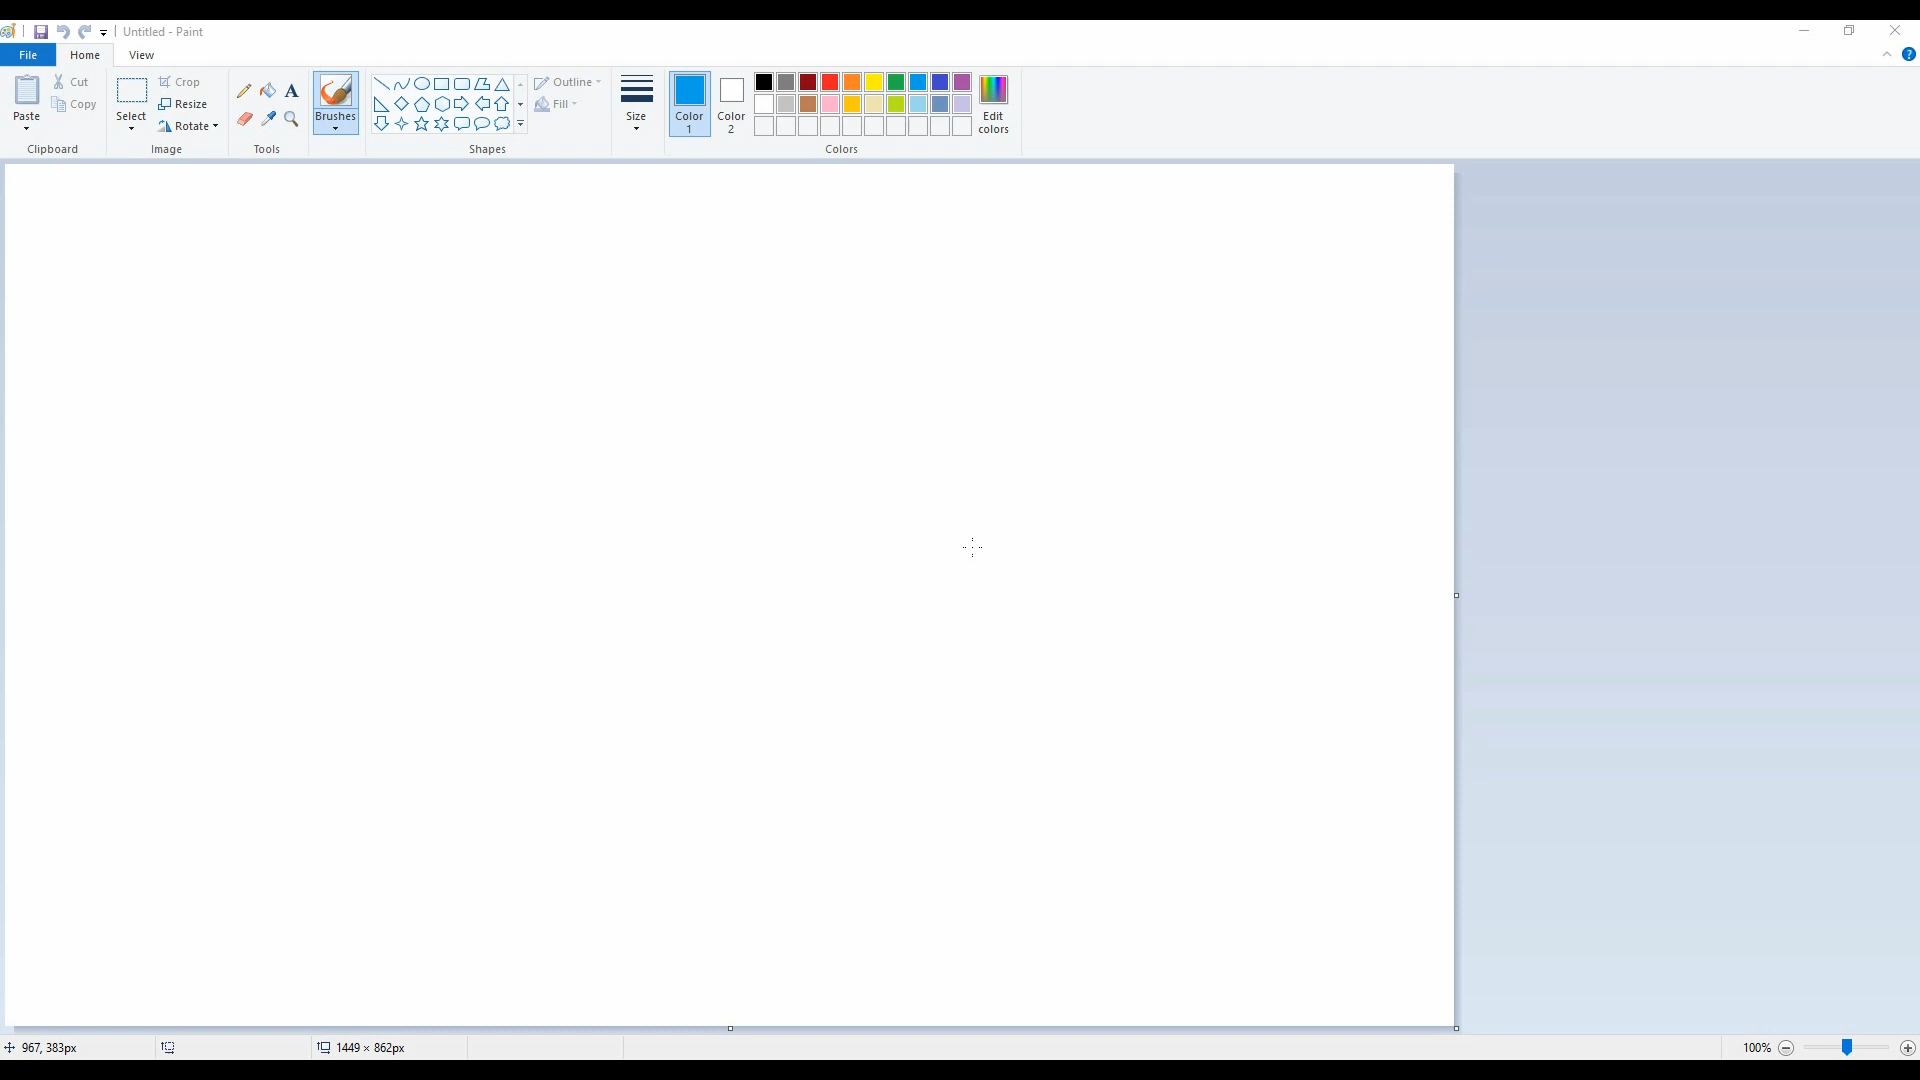 Untitled - Paint
File Home View
Paste
Cut
Copy
Clipboard
Select
Crop
Resize
Rotate
Image
Tools
Brushes
Shapes
Outline
Fill
Size
Color
1
Color
2
Edit
colors
Colors
967, 383px
1449 × 862px
100%